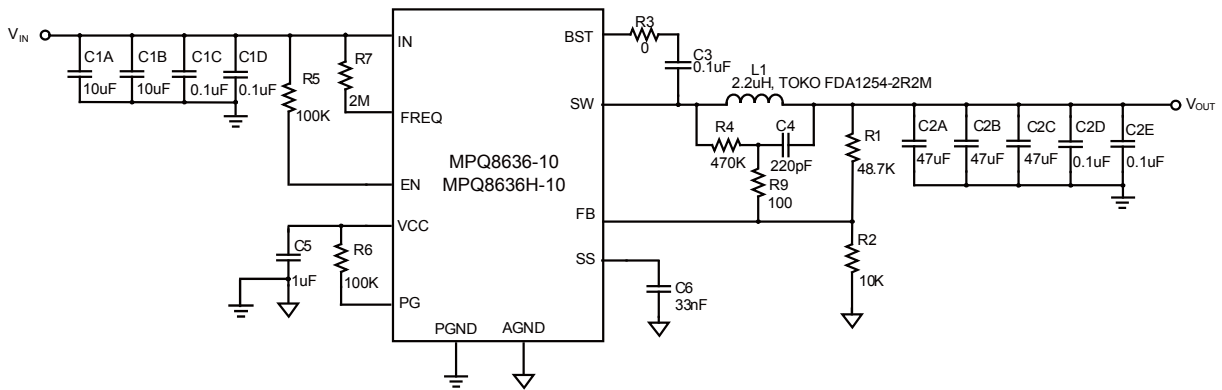 V_IN
C1A
10uF
C1B
10uF
C1C
0.1uF
C1D
0.1uF
R5
100K
R7
2M
IN
FREQ
EN
VCC
PG
C5
1uF
R6
100K
MPQ8636-10
MPQ8636H-10
PGND
AGND
BST
SW
FB
SS
R3
0
C3
0.1uF
L1
2.2uH, TOKO FDA1254-2R2M
R4
470K
C4
220pF
R9
100
R1
48.7K
R2
10K
C6
33nF
C2A
47uF
C2B
47uF
C2C
47uF
C2D
0.1uF
C2E
0.1uF
V_OUT